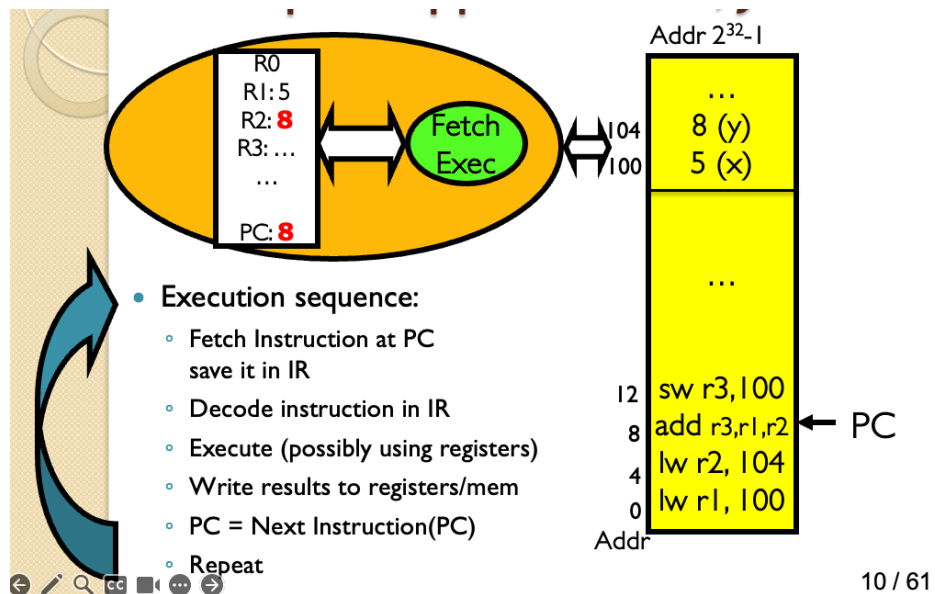 Addr 2³²-1
R0
R1: 5
R2: 8
R3: ...
...
PC: 8
Fetch
Exec
...
104 8 (y)
100 5 (x)
...
12 sw r3,100
8 add r3,r1,r2
PC
4 lw r2, 104
0 lw r1, 100
Addr
Execution sequence:
Fetch Instruction at PC
save it in IR
Decode instruction in IR
Execute (possibly using registers)
Write results to registers/mem
PC = Next Instruction(PC)
Repeat
CC
10 / 61